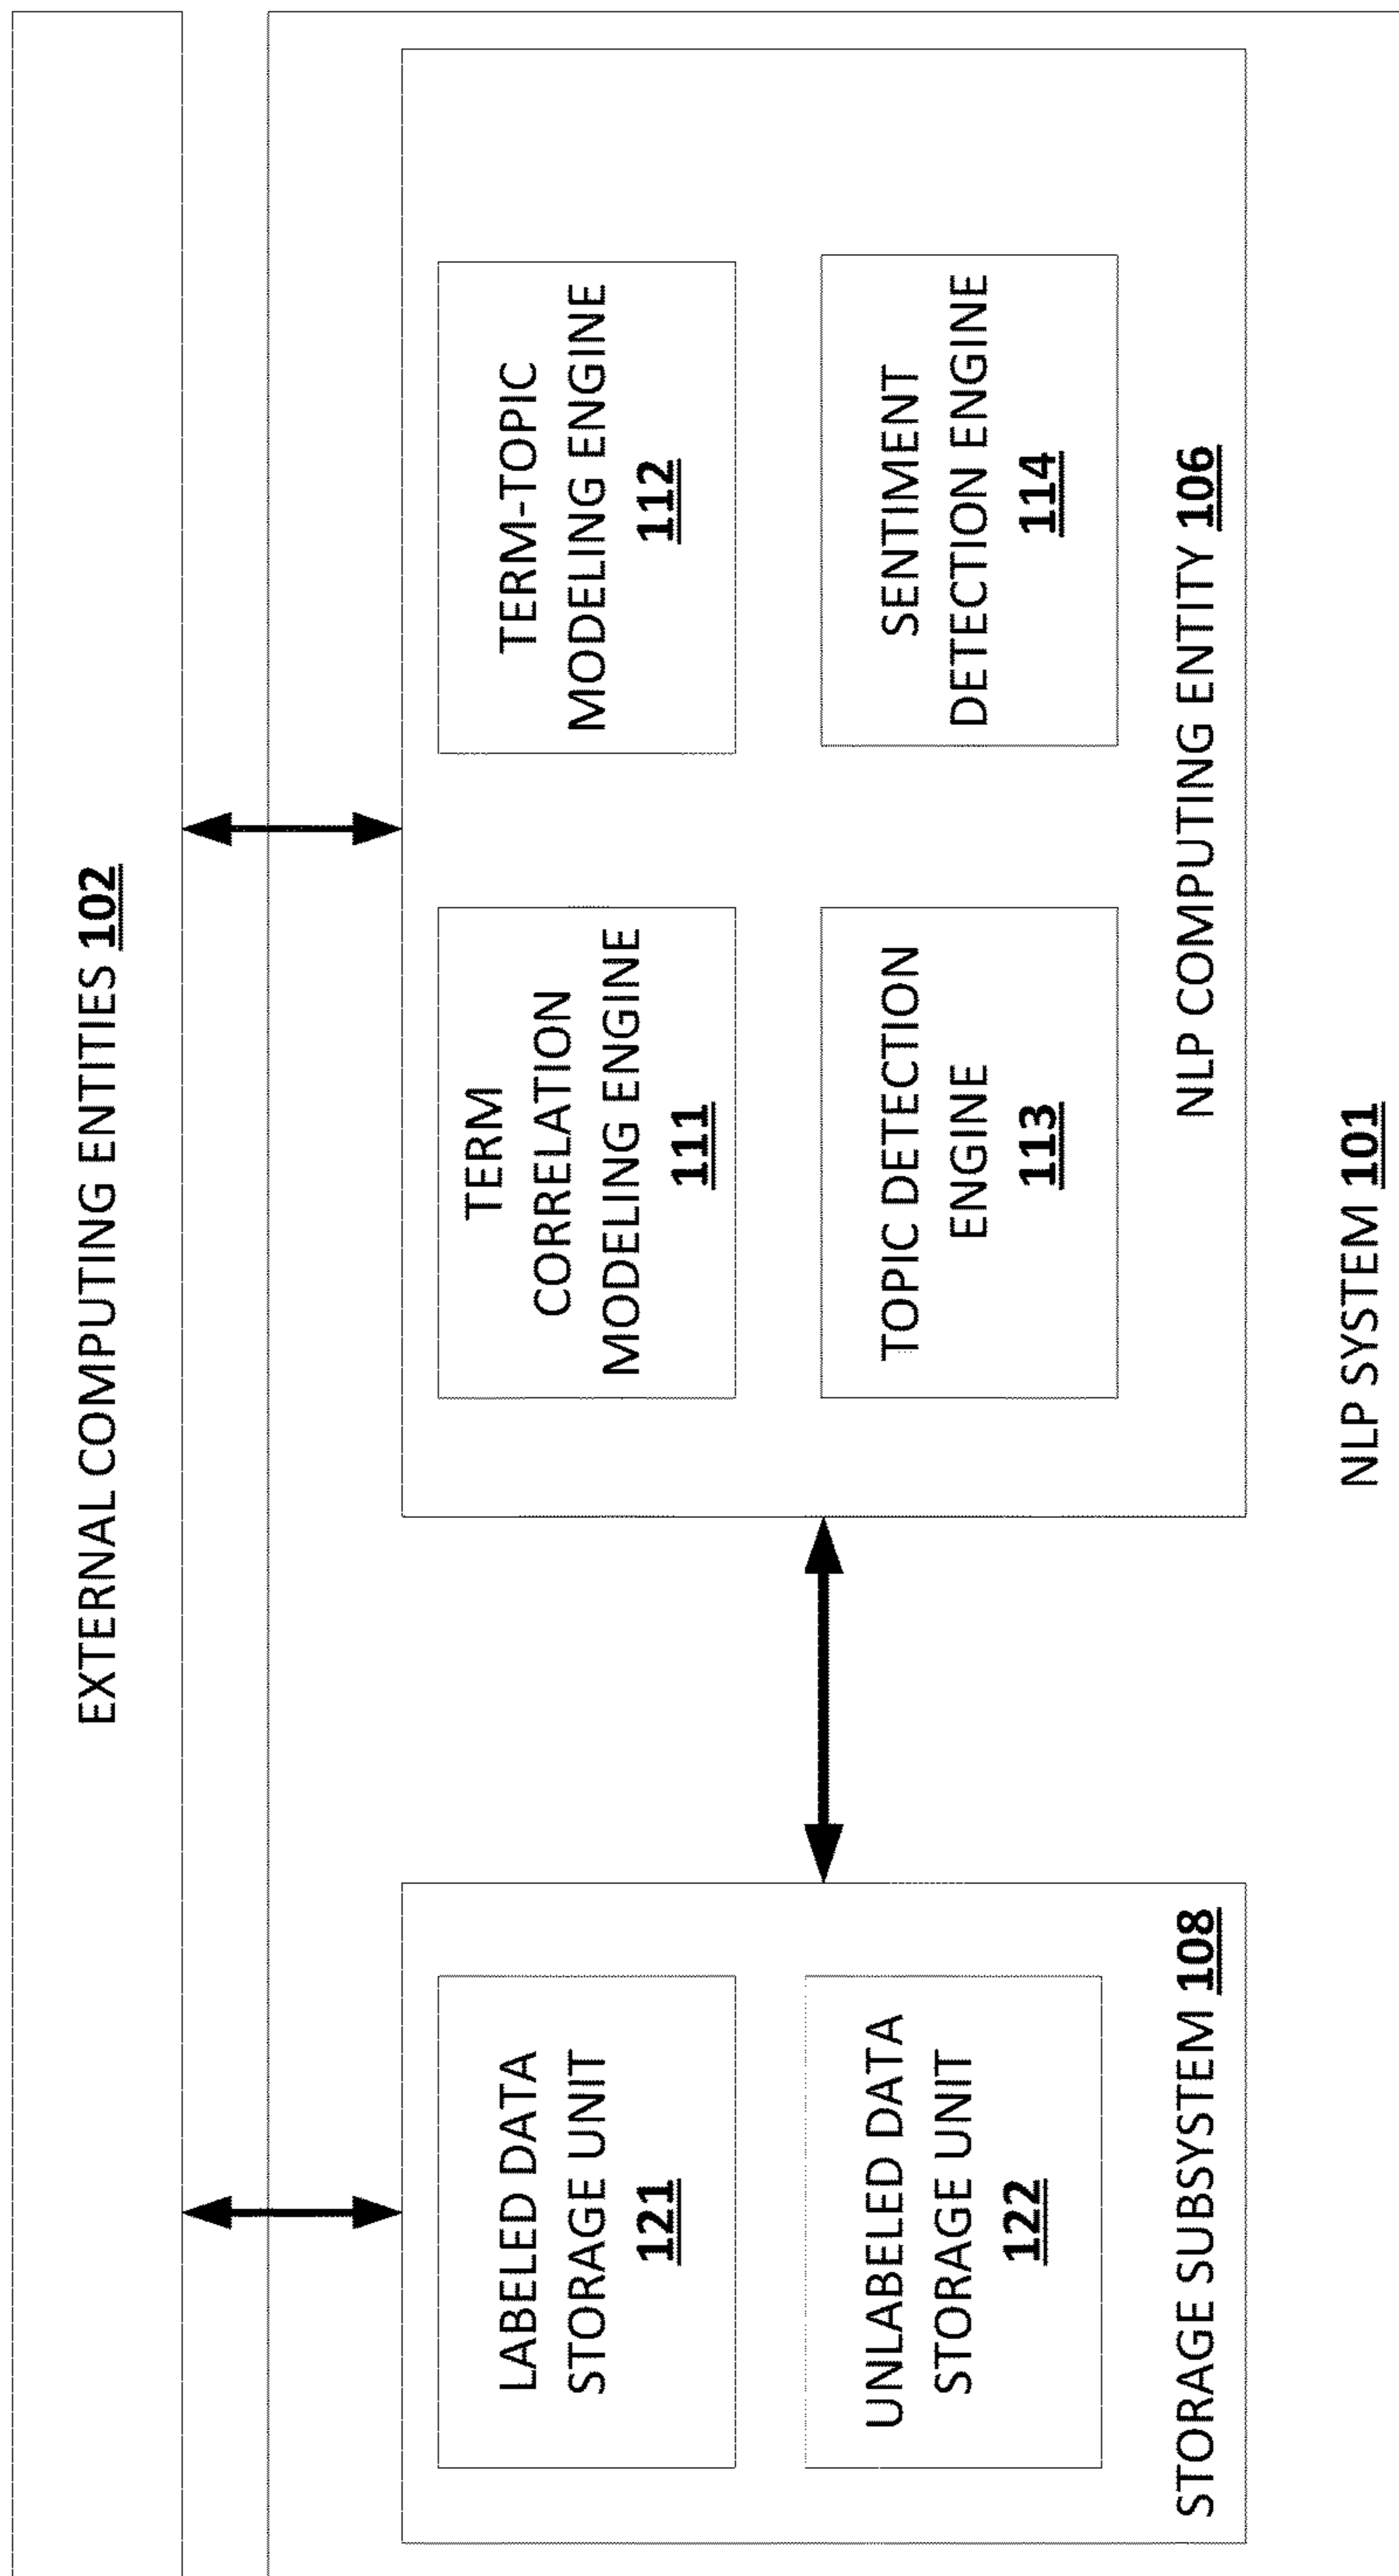 EXTERNAL COMPUTING ENTITIES 102
LABELED DATA
STORAGE UNIT
121
UNLABELED DATA
STORAGE UNIT
122
STORAGE SUBSYSTEM 108
TERM
CORRELATION
MODELING ENGINE
111
TERM-TOPIC
MODELING ENGINE
112
TOPIC DETECTION
ENGINE
113
SENTIMENT
DETECTION ENGINE
114
NLP COMPUTING ENTITY 106
NLP SYSTEM 101